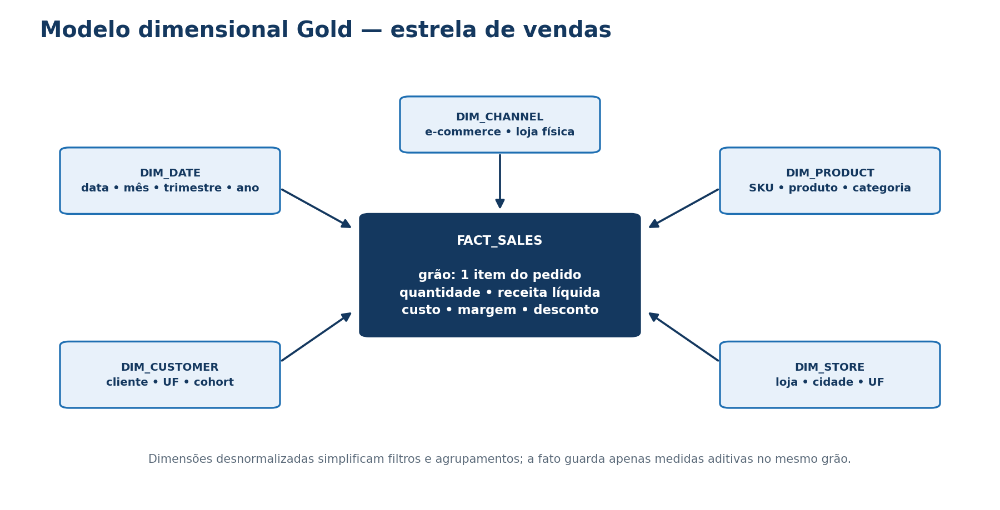 Modelo dimensional Gold — estrela de vendas
DIM_CHANNEL
e-commerce • loja física
DIM_DATE
data • mês • trimestre • ano
DIM_PRODUCT
SKU • produto • categoria
FACT_SALES
grão: 1 item do pedido
quantidade • receita líquida
custo • margem • desconto
DIM_CUSTOMER
cliente • UF • cohort
DIM_STORE
loja • cidade • UF
Dimensões desnormalizadas simplificam filtros e agrupamentos; a fato guarda apenas medidas aditivas no mesmo grão.